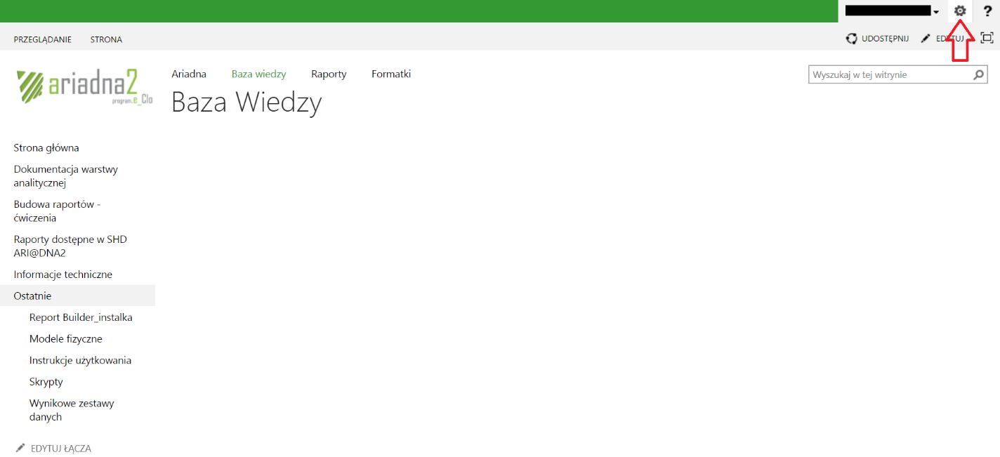 ?
PRZEGLĄDANIE STRONA UDOSTĘPNIJ EDYTUJ
ariadna2
program.e_Clo
Ariadna Baza wiedzy Raporty Formatki
Wyszukaj w tej witrynie
Baza Wiedzy
Strona główna
Dokumentacja warstwy
analitycznej
Budowa raportów -
ćwiczenia
Raporty dostępne w SHD
ARI@DNA2
Informacje techniczne
Ostatnie
Report Builder_instalka
Modele fizyczne
Instrukcje użytkowania
Skrypty
Wynikowe zestawy
danych
EDYTUJ ŁĄCZA